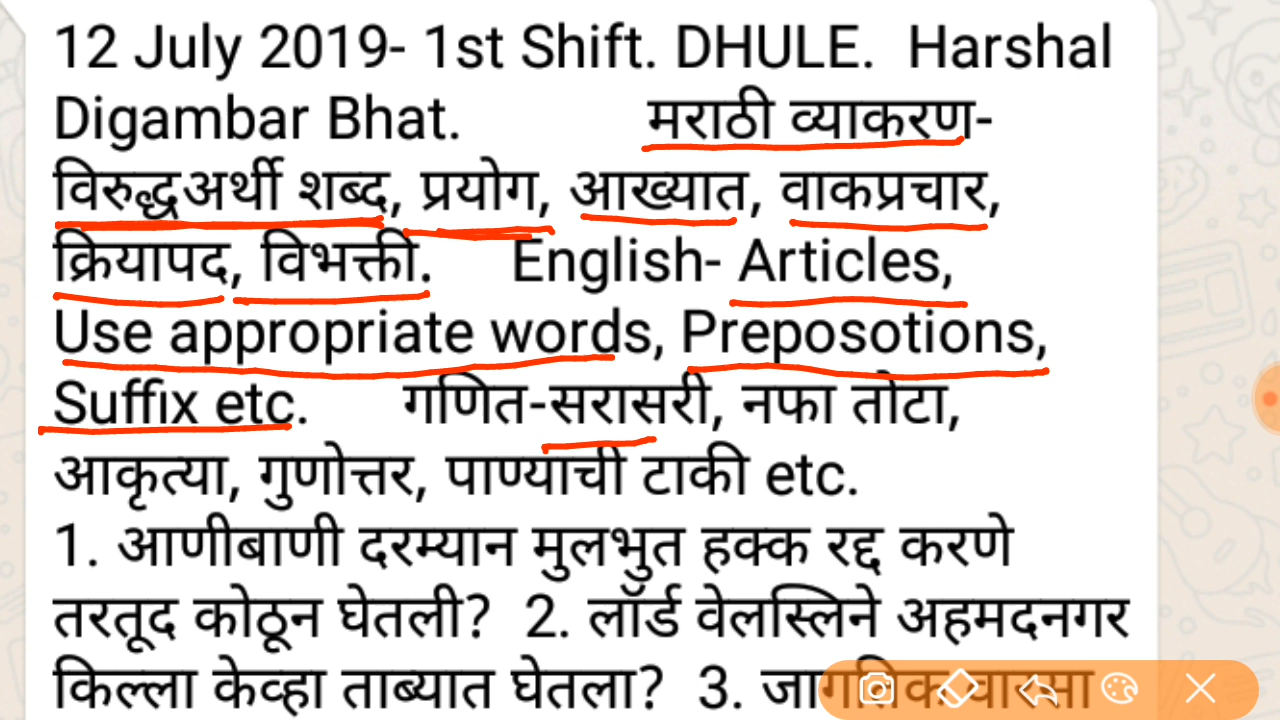 12 July 2019- 1st Shift. DHULE. Harshal
Digambar Bhat. मराठी व्याकरण-
विरुद्धअर्थी शब्द, प्रयोग, आख्यात, वाकप्रचार,
क्रियापद, विभक्ती. English- Articles,
Use appropriate words, Preposotions,
Suffix etc. गणित-सरासरी, नफा तोटा,
आकृत्या, गुणोत्तर, पाण्याची टाकी etc.
1. आणीबाणी दरम्यान मुलभुत हक्क रद्द करणे
तरतूद कोठून घेतली? 2. लॉर्ड वेलस्लिने अहमदनगर
किल्ला केव्हा ताब्यात घेतला? 3. जागतिक वारसा